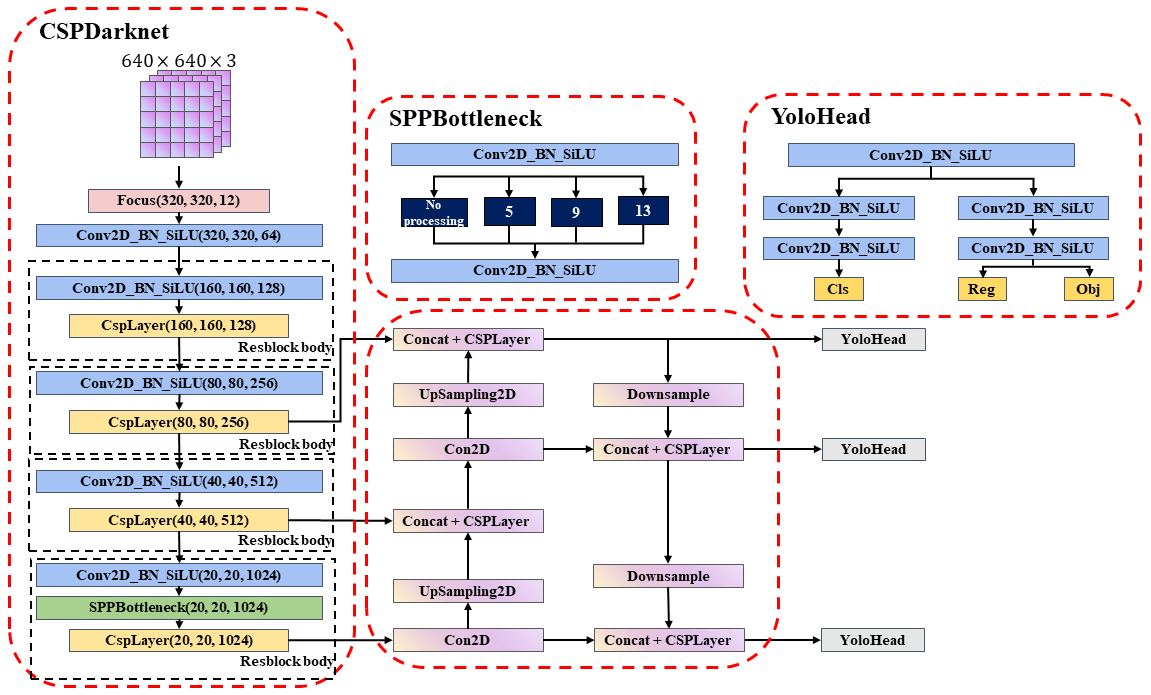 CSPDarknet
640 × 640 × 3
Focus(320, 320, 12)
Conv2D_BN_SiLU(320, 320, 64)
Conv2D_BN_SiLU(160, 160, 128)
CspLayer(160, 160, 128)
Resblock body
Conv2D_BN_SiLU(80, 80, 256)
CspLayer(80, 80, 256)
Resblock body
Conv2D_BN_SiLU(40, 40, 512)
CspLayer(40, 40, 512)
Resblock body
Conv2D_BN_SiLU(20, 20, 1024)
SPPBottleneck(20, 20, 1024)
CspLayer(20, 20, 1024)
Resblock body
SPPBottleneck
Conv2D_BN_SiLU
No
processing
5
9
13
Conv2D_BN_SiLU
YoloHead
Conv2D_BN_SiLU
Conv2D_BN_SiLU
Conv2D_BN_SiLU
Conv2D_BN_SiLU
Conv2D_BN_SiLU
Cls
Reg
Obj
Concat + CSPLayer
YoloHead
UpSampling2D
Downsample
Con2D
Concat + CSPLayer
YoloHead
Concat + CSPLayer
UpSampling2D
Downsample
Con2D
Concat + CSPLayer
YoloHead